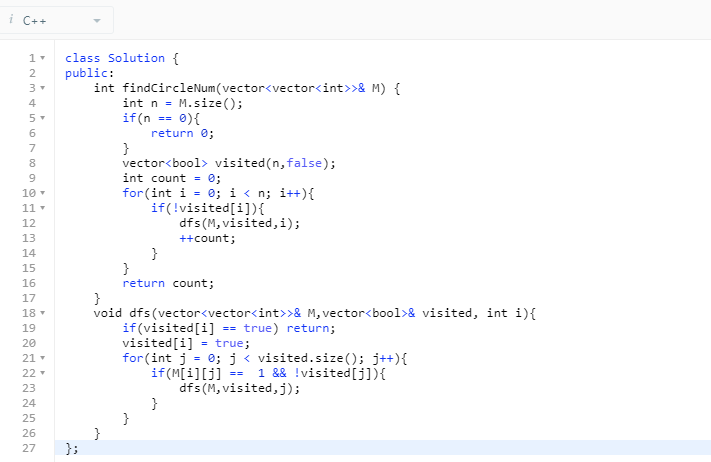 i C++
1 class Solution {
2 public:
3     int findCircleNum(vector<vector<int>>& M) {
4         int n = M.size();
5         if(n == 0){
6             return 0;
7         }
8         vector<bool> visited(n,false);
9         int count = 0;
10         for(int i = 0; i < n; i++){
11             if(!visited[i]){
12                 dfs(M,visited,i);
13                 ++count;
14             }
15         }
16         return count;
17     }
18     void dfs(vector<vector<int>>& M,vector<bool>& visited, int i){
19         if(visited[i] == true) return;
20         visited[i] = true;
21         for(int j = 0; j < visited.size(); j++){
22             if(M[i][j] ==  1 && !visited[j]){
23                 dfs(M,visited,j);
24             }
25         }
26     }
27 };